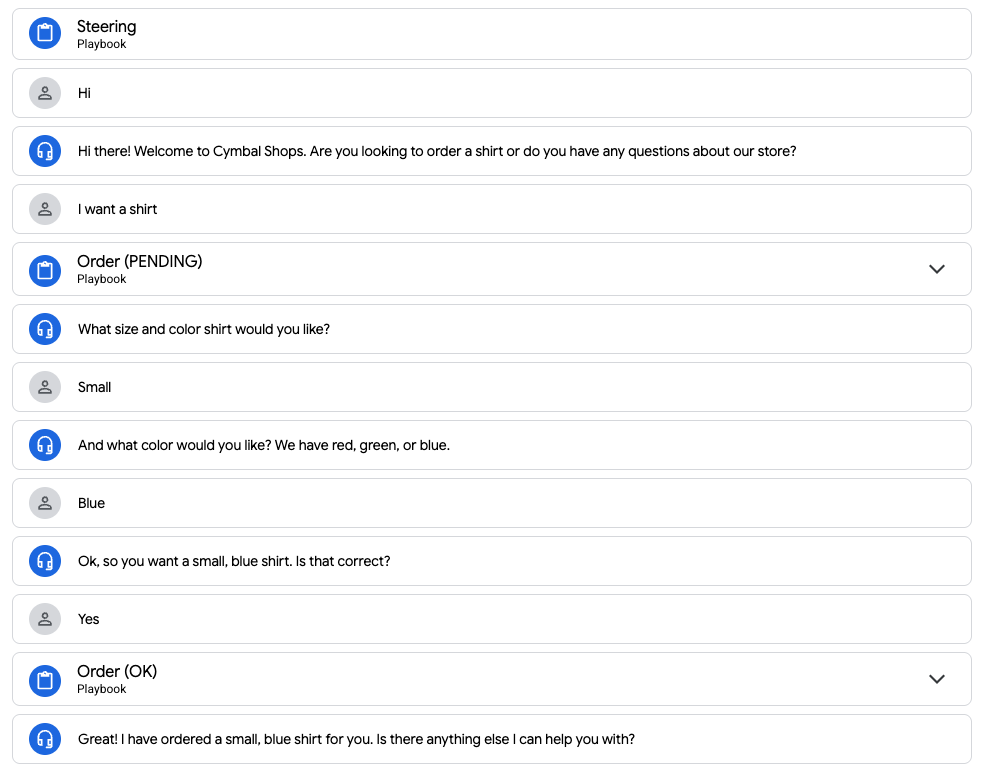 Steering
Playbook
Hi
Hi there! Welcome to Cymbal Shops. Are you looking to order a shirt or do you have any questions about our store?
I want a shirt
Order (PENDING)
Playbook
What size and color shirt would you like?
Small
And what color would you like? We have red, green, or blue.
Blue
Ok, so you want a small, blue shirt. Is that correct?
Yes
Order (OK)
Playbook
Great! I have ordered a small, blue shirt for you. Is there anything else I can help you with?